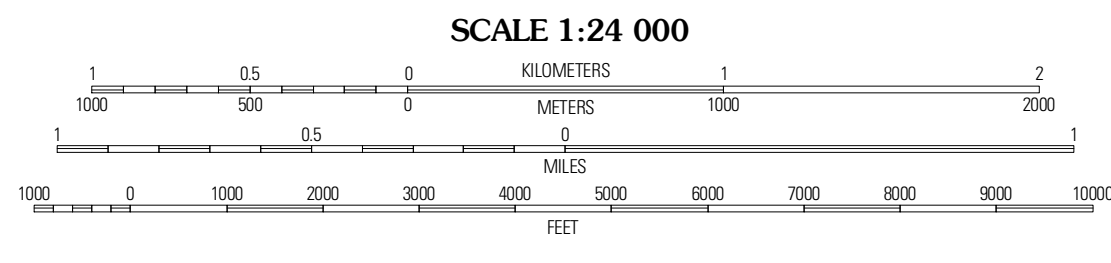 SCALE 1:24 000
1 0.5 0 KILOMETERS 1 2
1000 500 0 METERS 1000 2000
1 0.5 0 1
MILES
1000 0 1000 2000 3000 4000 5000 6000 7000 8000 9000 10000
FEET